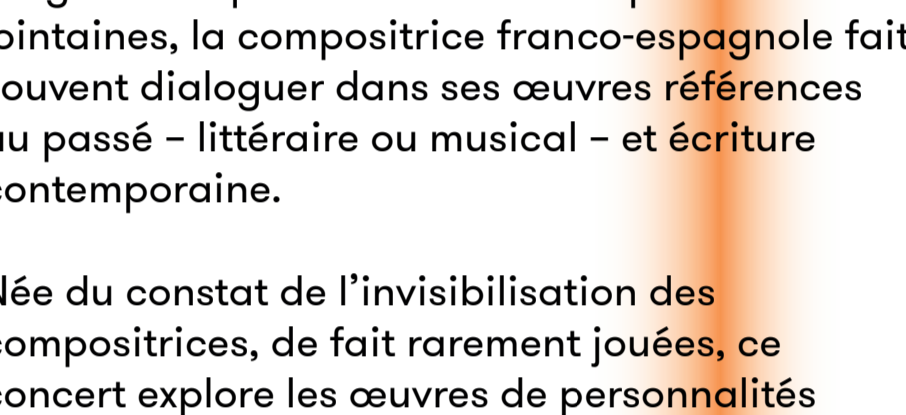 lointaines, la compositrice franco-espagnole fait
souvent dialoguer dans ses œuvres références
au passé – littéraire ou musical – et écriture
contemporaine.
Née du constat de l’invisibilisation des
compositrices, de fait rarement jouées, ce
concert explore les œuvres de personnalités